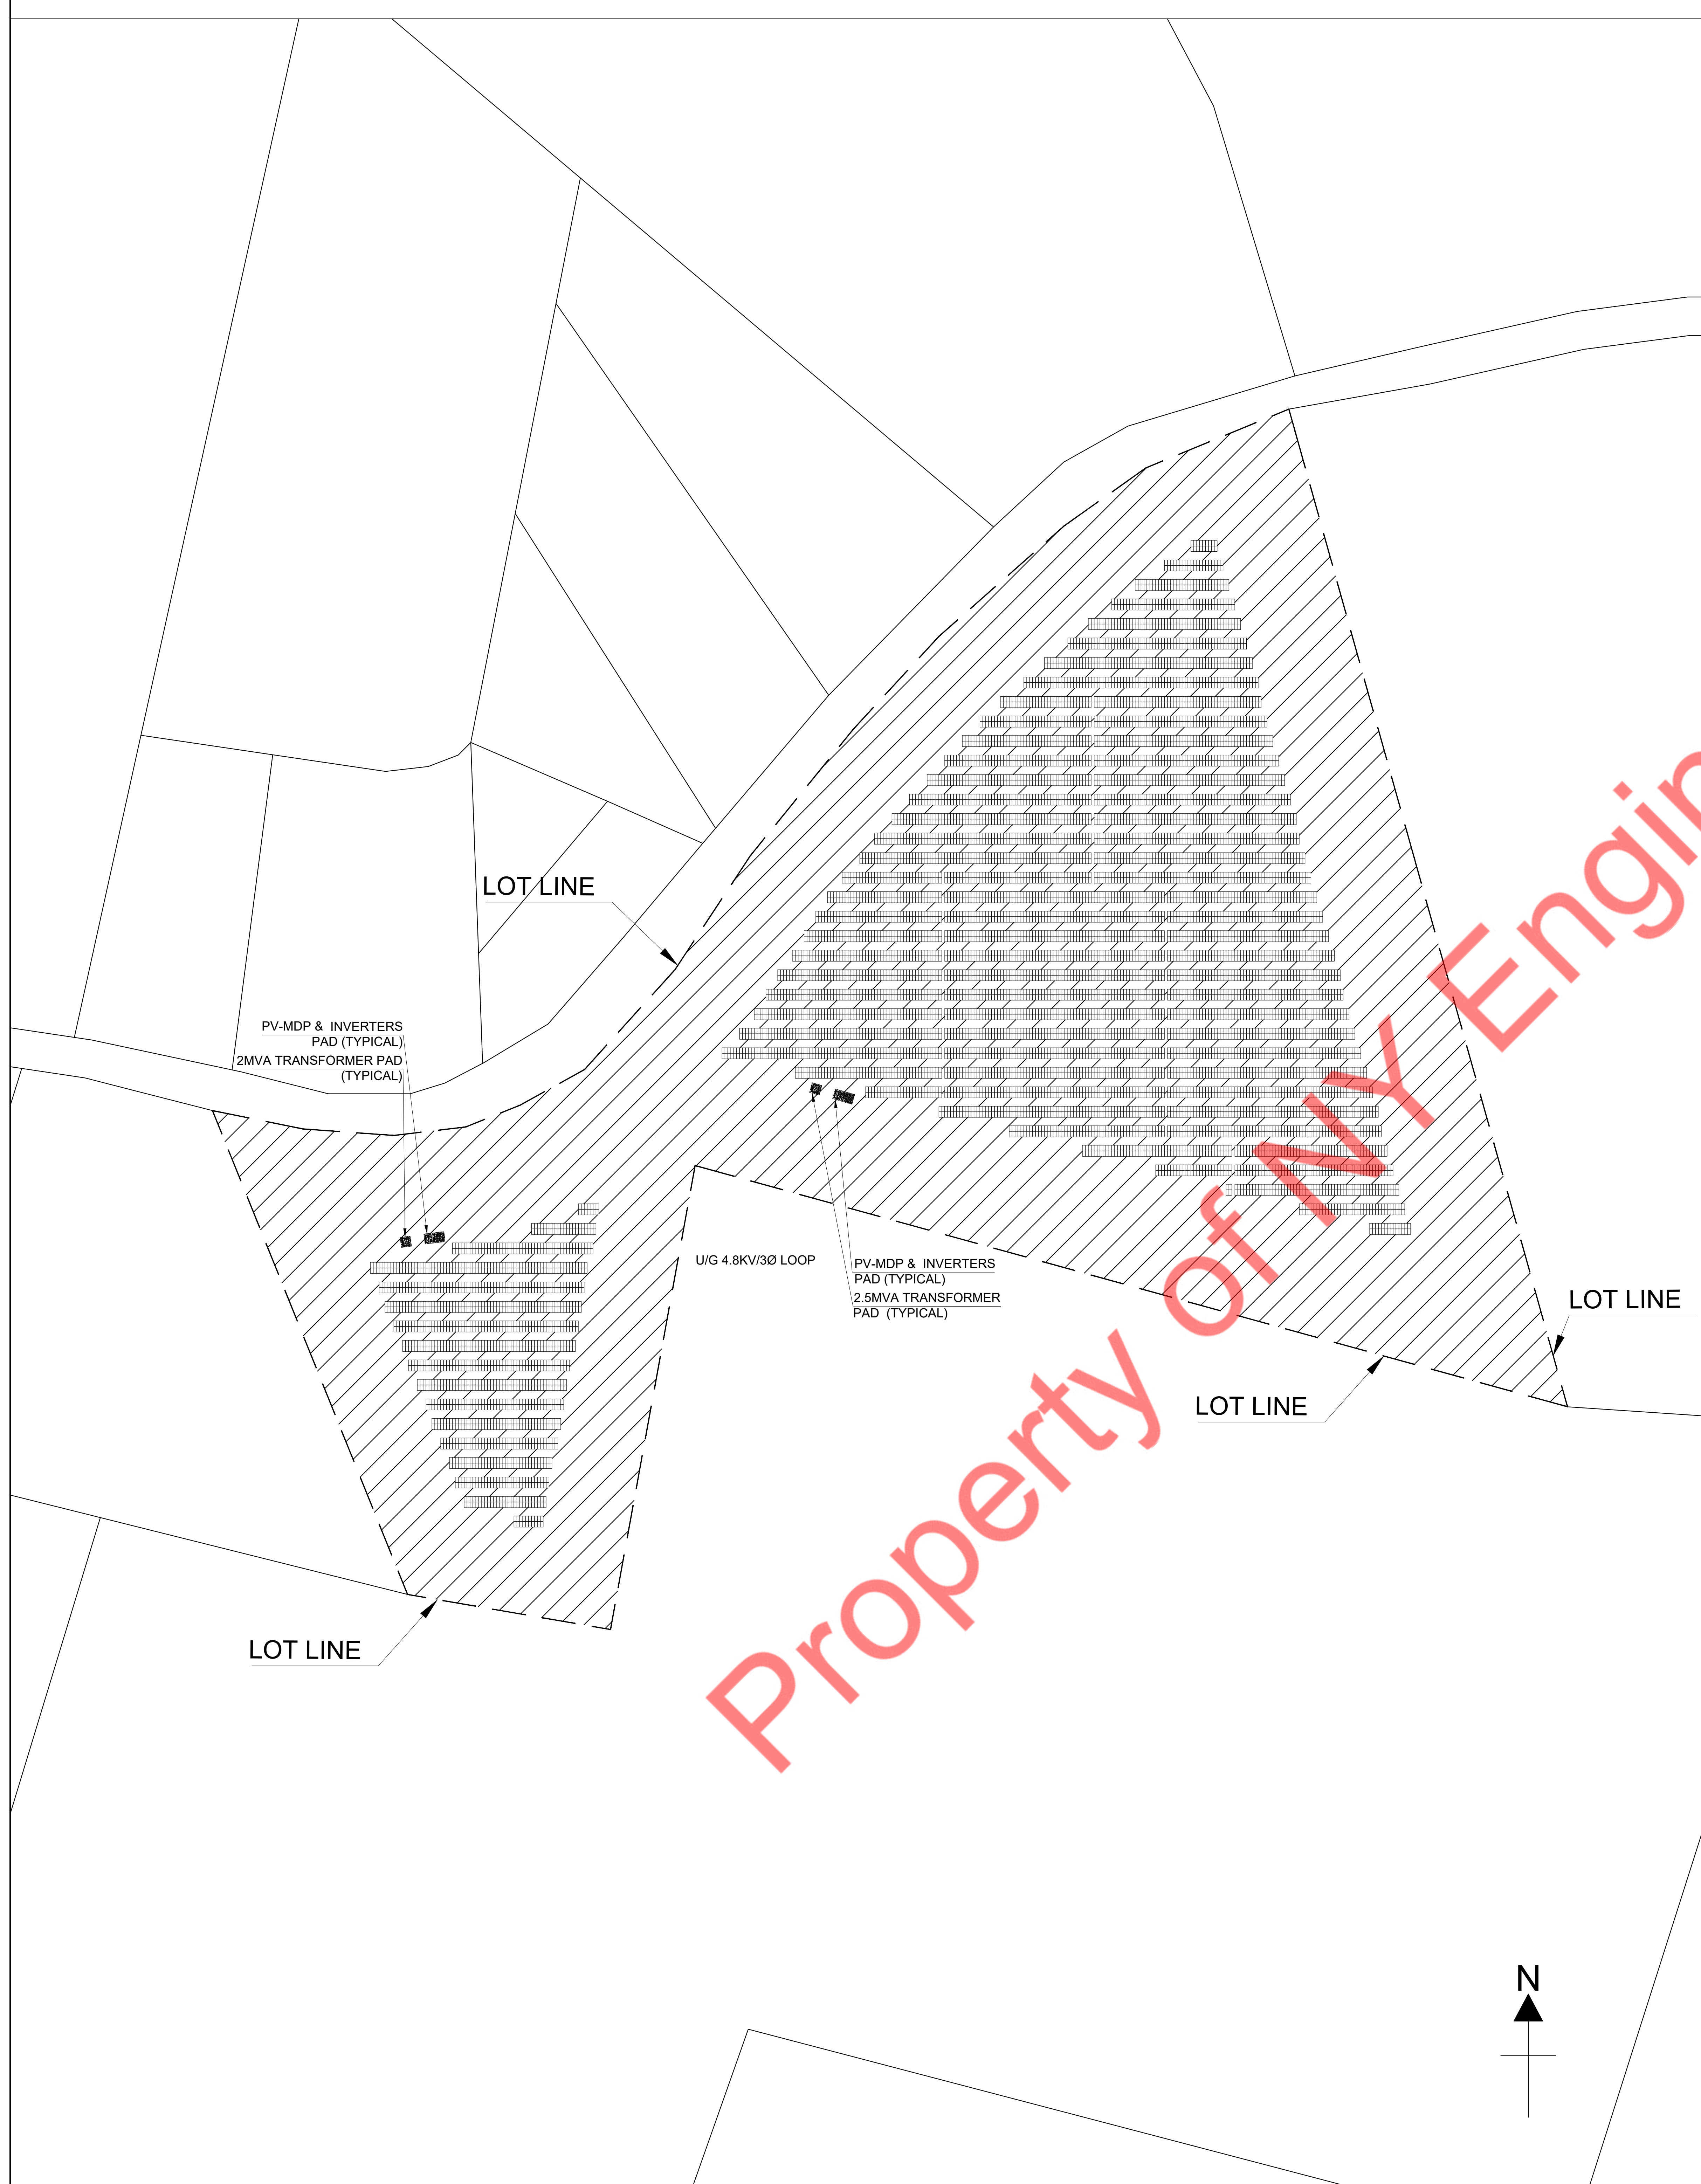 LOT LINE
PV-MDP & INVERTERS
PAD (TYPICAL)
2MVA TRANSFORMER PAD
(TYPICAL)
U/G 4.8KV/3Ø LOOP
PV-MDP & INVERTERS
PAD (TYPICAL)
2.5MVA TRANSFORMER
PAD (TYPICAL)
LOT LINE
LOT LINE
LOT LINE
Property of NY Engin
N